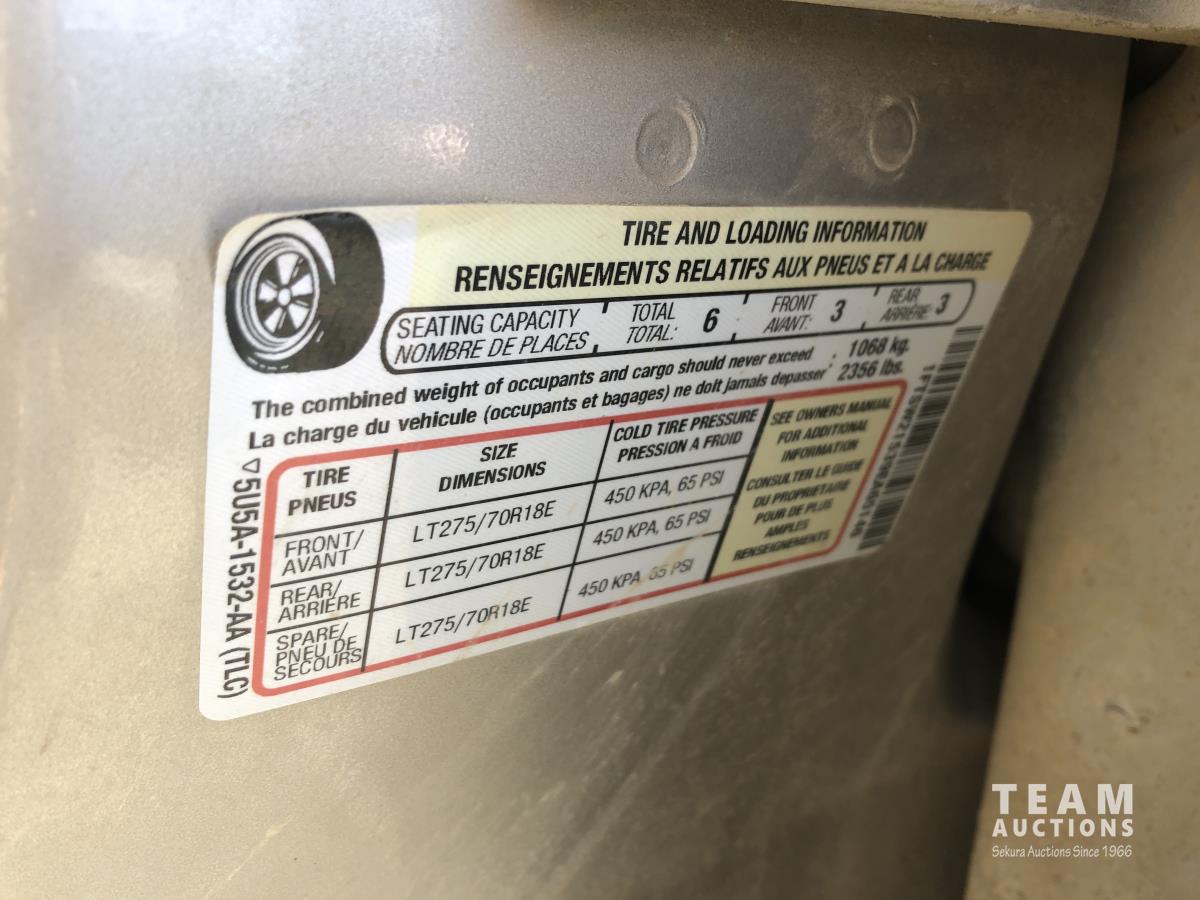 TIRE AND LOADING INFORMATION
RENSEIGNEMENTS RELATIFS AUX PNEUS ET A LA CHARGE
SEATING CAPACITY TOTAL 6 FRONT 3 REAR 3
NOMBRE DE PLACES TOTAL: AVANT: ARRIÈRE:
The combined weight of occupants and cargo should never exceed 1068 kg.
La charge du vehicule (occupants et bagages) ne doit jamais depasser 2356 lbs.
TIRE SIZE COLD TIRE PRESSURE
PNEUS DIMENSIONS PRESSION A FROID
FRONT/ LT275/70R18E 450 KPA, 65 PSI
AVANT
REAR/ LT275/70R18E 450 KPA, 65 PSI
ARRIÈRE
SPARE/ LT275/70R18E 450 KPA, 65 PSI
PNEU DE
SECOURS
SEE OWNERS MANUAL
FOR ADDITIONAL
INFORMATION
CONSULTER LE GUIDE
DU PROPRIETAIRE
POUR DE PLUS
AMPLES
RENSEIGNEMENTS
5U5A-1532-AA (TLC)
TEAM
AUCTIONS
Sekura Auctions Since 1966